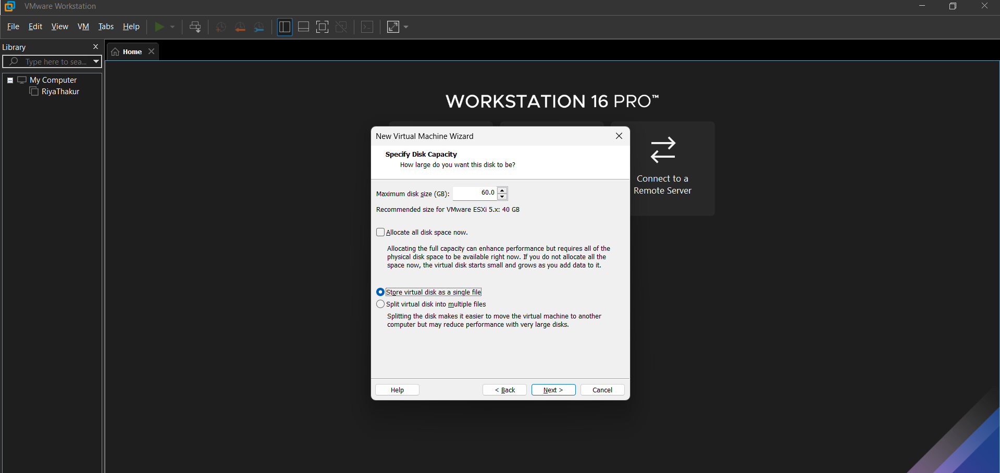 VMware Workstation
File Edit View VM Tabs Help
Library
Home
Type here to sea...
My Computer
RiyaThakur
WORKSTATION 16 PRO™
New Virtual Machine Wizard
Specify Disk Capacity
How large do you want this disk to be?
Connect to a
Remote Server
Maximum disk size (GB): 60.0
Recommended size for VMware ESXi 5.x: 40 GB
Allocate all disk space now.
Allocating the full capacity can enhance performance but requires all of the
physical disk space to be available right now. If you do not allocate all the
space now, the virtual disk starts small and grows as you add data to it.
Store virtual disk as a single file
Split virtual disk into multiple files
Splitting the disk makes it easier to move the virtual machine to another
computer but may reduce performance with very large disks.
Help < Back Next > Cancel